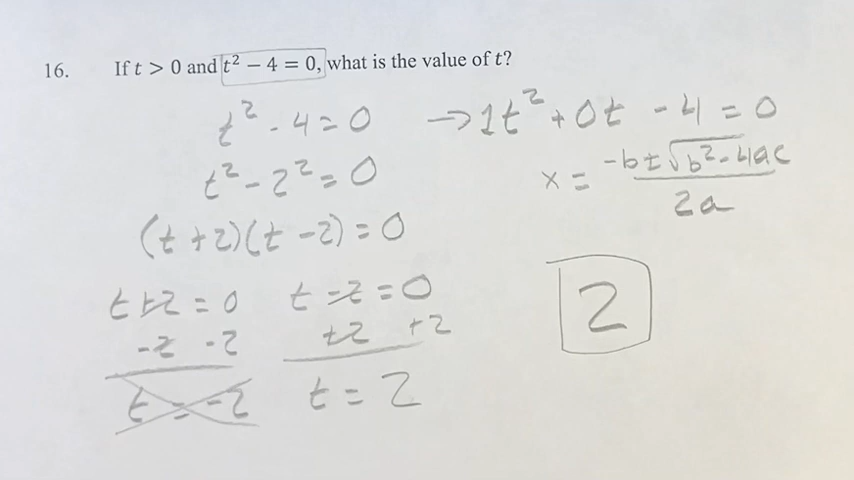 16. If t > 0 and t² − 4 = 0, what is the value of t?
t² - 4 = 0 → 1t² + 0t - 4 = 0
t² - 2² = 0
x = -b ± √b² - 4ac / 2a
(t + 2)(t - 2) = 0
t + 2 = 0 t - 2 = 0
-2 -2 +2 +2
t = -2 t = 2
2